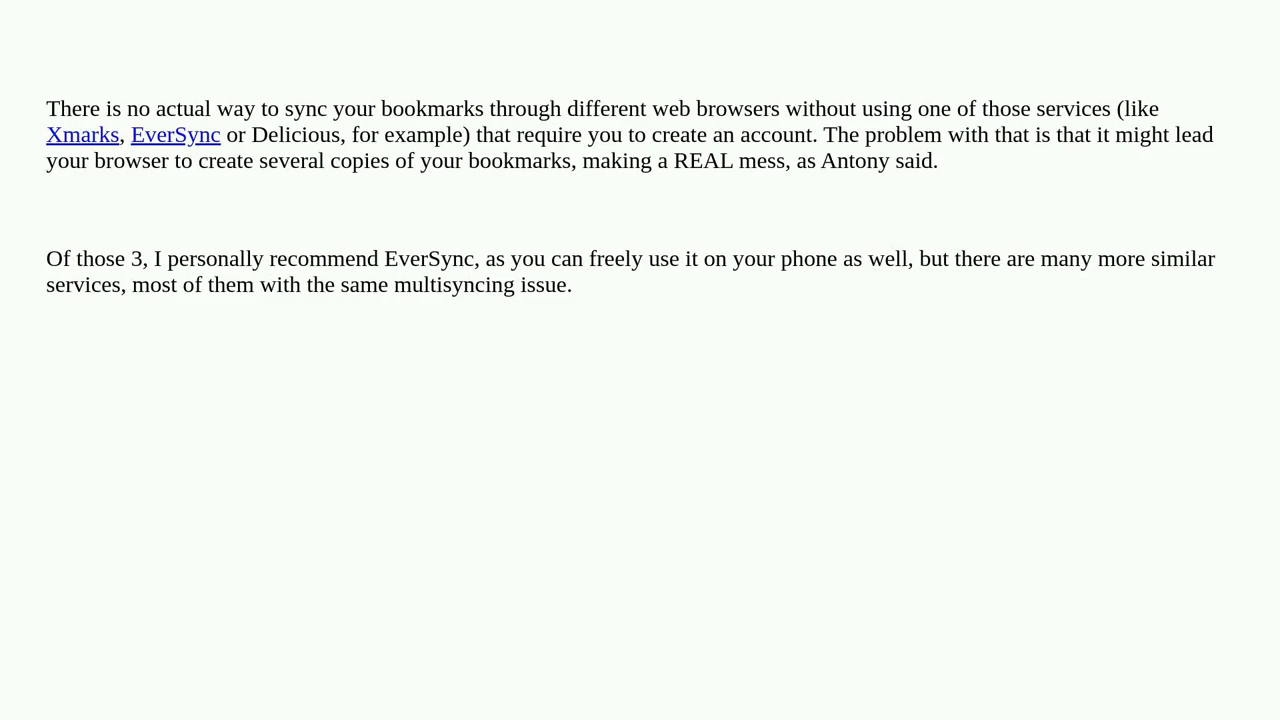 There is no actual way to sync your bookmarks through different web browsers without using one of those services (like
Xmarks, EverSync or Delicious, for example) that require you to create an account. The problem with that is that it might lead
your browser to create several copies of your bookmarks, making a REAL mess, as Antony said.
Of those 3, I personally recommend EverSync, as you can freely use it on your phone as well, but there are many more similar
services, most of them with the same multisyncing issue.